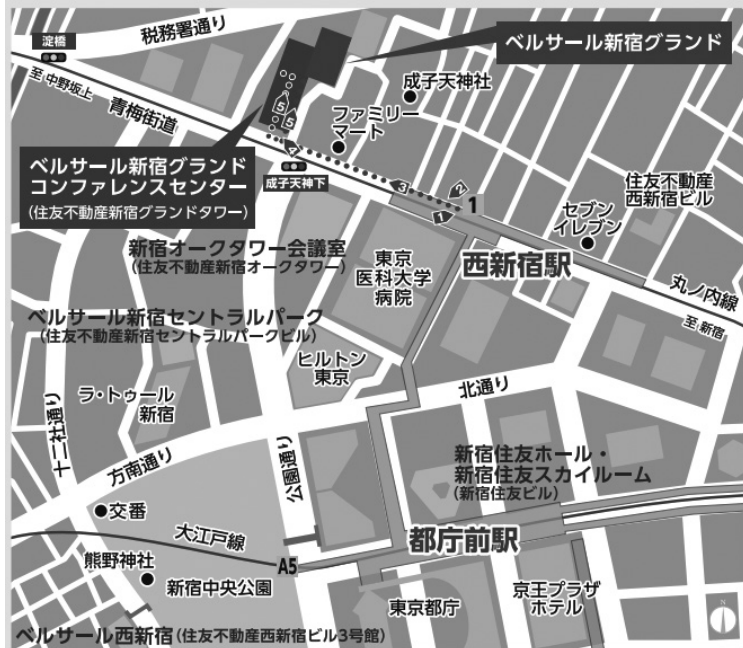 淀橋
税務署通り
ベルサール新宿グランド
至 中野坂上
成子天神社
青梅街道
ファミリー
マート
5
5
4
ベルサール新宿グランド
コンファレンスセンター
(住友不動産新宿グランドタワー)
成子天神下
3
2
1
1
住友不動産
西新宿ビル
セブン
イレブン
新宿オークタワー会議室
(住友不動産新宿オークタワー)
東京
医科大学
病院
西新宿駅
丸ノ内線
至 新宿
ベルサール新宿セントラルパーク
(住友不動産新宿セントラルパークビル)
ヒルトン
東京
北通り
ラ・トゥール
新宿
十二社通り
方南通り
公園通り
新宿住友ホール・
新宿住友スカイルーム
(新宿住友ビル)
交番
大江戸線
都庁前駅
熊野神社
A5
新宿中央公園
東京都庁
京王プラザ
ホテル
ベルサール西新宿(住友不動産西新宿ビル3号館)